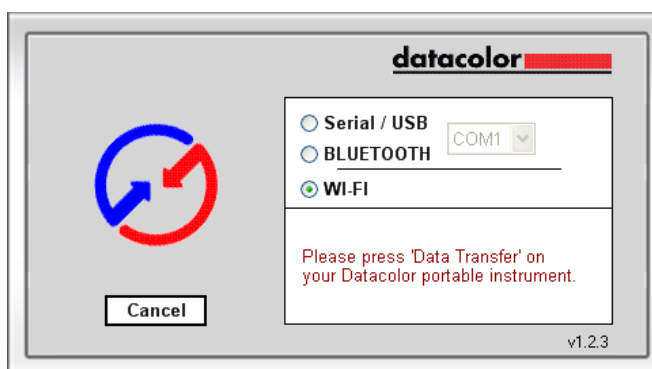 datacolor
Serial / USB
COM1
BLUETOOTH
WI-FI
Please press 'Data Transfer' on
your Datacolor portable instrument.
Cancel
v1.2.3